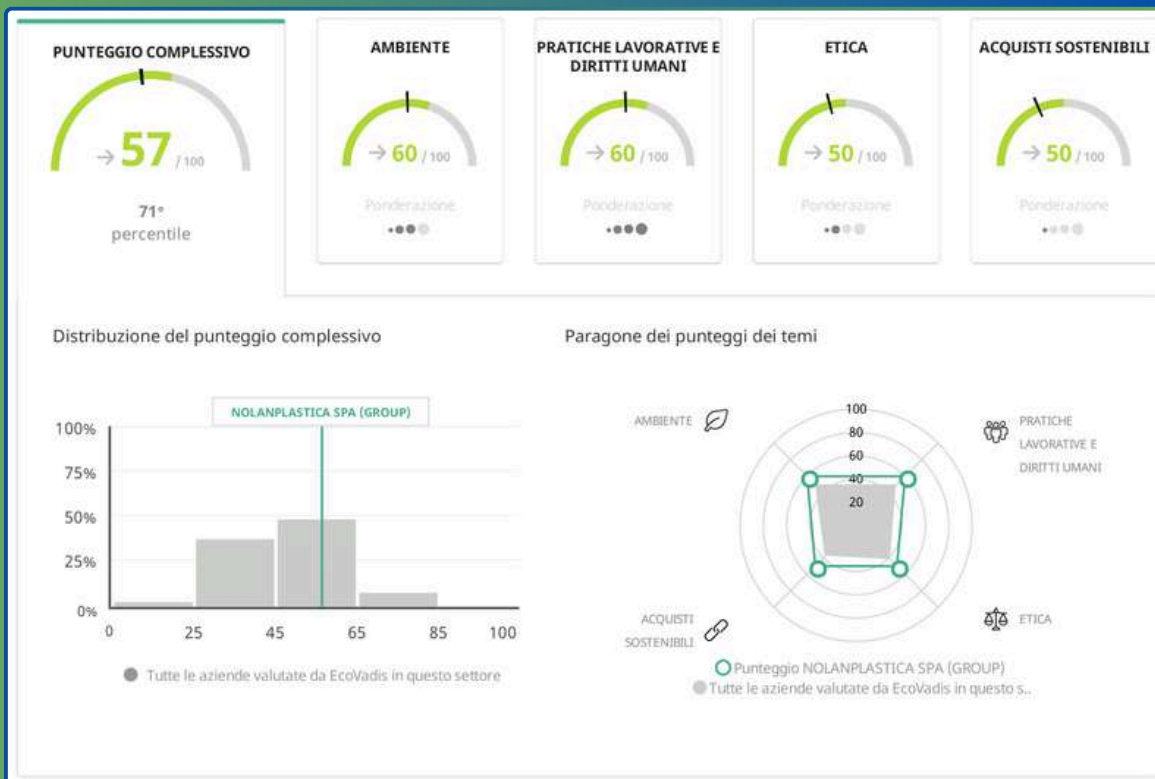 PUNTEGGIO COMPLESSIVO
→ 57 / 100
71°
percentile
AMBIENTE
→ 60 / 100
Ponderazione
PRATICHE LAVORATIVE E
DIRITTI UMANI
→ 60 / 100
Ponderazione
ETICA
→ 50 / 100
Ponderazione
ACQUISTI SOSTENIBILI
→ 50 / 100
Ponderazione
Distribuzione del punteggio complessivo
NOLANPLASTICA SPA (GROUP)
100%
75%
50%
25%
0%
0 25 45 65 85 100
Tutte le aziende valutate da EcoVadis in questo settore
Paragone dei punteggi dei temi
AMBIENTE
PRATICHE
LAVORATIVE E
DIRITTI UMANI
100
80
60
40
20
ACQUISTI
SOSTENIBILI
ETICA
Punteggio NOLANPLASTICA SPA (GROUP)
Tutte le aziende valutate da EcoVadis in questo s..